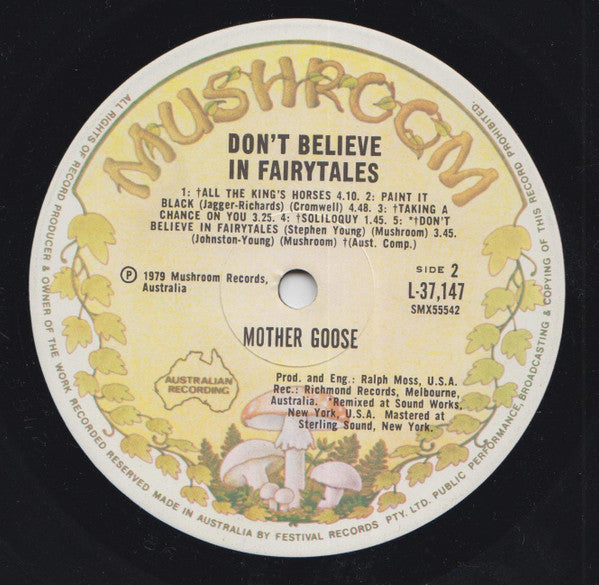 MUSHROOM
DON'T BELIEVE
IN FAIRYTALES
1: †ALL THE KING'S HORSES 4.10. 2: PAINT IT
BLACK (Jagger-Richards) (Cromwell) 4.48. 3: †TAKING A
CHANCE ON YOU 3.25. 4: †SOLILOQUY 1.45. 5: *†DON'T
BELIEVE IN FAIRYTALES (Stephen Young) (Mushroom) 3.45.
(Johnston-Young) (Mushroom) †(Aust. Comp.)
Ⓟ 1979 Mushroom Records,
Australia
SIDE 2
L-37,147
SMX55542
MOTHER GOOSE
AUSTRALIAN
RECORDING
Prod. and Eng.: Ralph Moss, U.S.A.
Rec.: Richmond Records, Melbourne,
Australia. *Remixed at Sound Works,
New York, U.S.A. Mastered at
Sterling Sound, New York.
ALL RIGHTS OF RECORD PRODUCER & OWNER OF THE WORK RECORDED RESERVED MADE IN AUSTRALIA BY FESTIVAL RECORDS PTY. LTD. PUBLIC PERFORMANCE, BROADCASTING & COPYING OF THIS RECORD PROHIBITED.